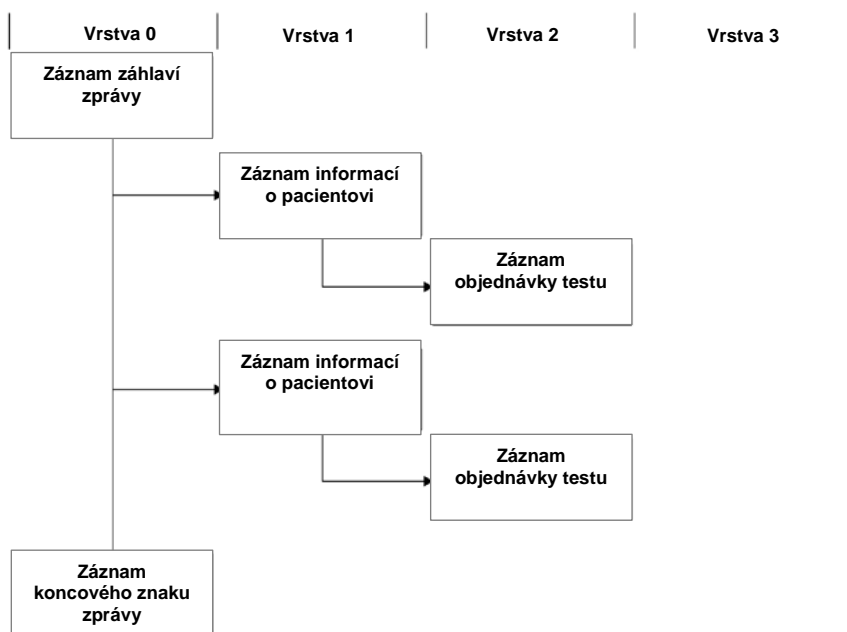 Vrstva 0
Vrstva 1
Vrstva 2
Vrstva 3
Záznam záhlaví
zprávy
Záznam informací
o pacientovi
Záznam
objednávky testu
Záznam informací
o pacientovi
Záznam
objednávky testu
Záznam
koncového znaku
zprávy